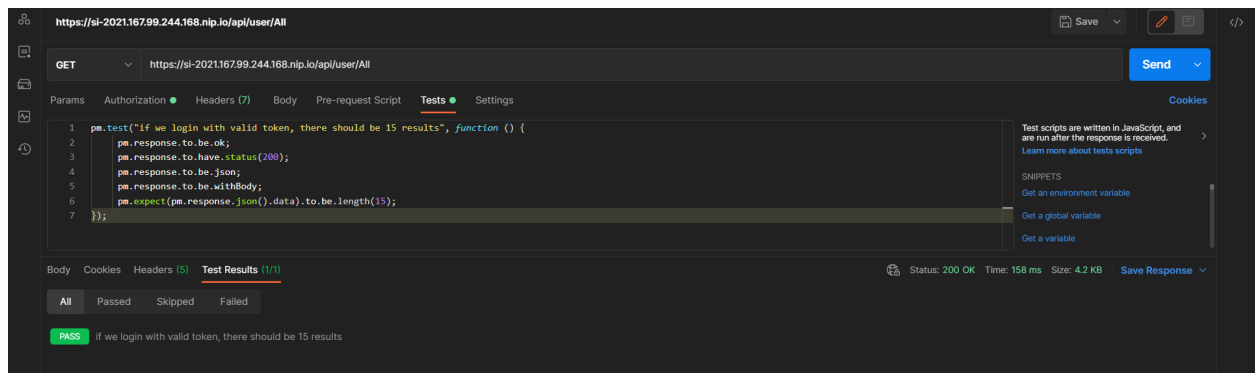 https://si-2021.167.99.244.168.nip.io/api/user/All
Save
GET https://si-2021.167.99.244.168.nip.io/api/user/All Send
Params Authorization Headers (7) Body Pre-request Script Tests Settings Cookies
1 pm.test("if we login with valid token, there should be 15 results", function () {
2 pm.response.to.be.ok;
3 pm.response.to.have.status(200);
4 pm.response.to.be.json;
5 pm.response.to.be.withBody;
6 pm.expect(pm.response.json().data).to.be.length(15);
7 });
Test scripts are written in JavaScript, and
are run after the response is received.
Learn more about tests scripts
SNIPPETS
Get an environment variable
Get a global variable
Get a variable
Body Cookies Headers (5) Test Results (1/1) Status: 200 OK Time: 158 ms Size: 4.2 KB Save Response
All Passed Skipped Failed
PASS if we login with valid token, there should be 15 results